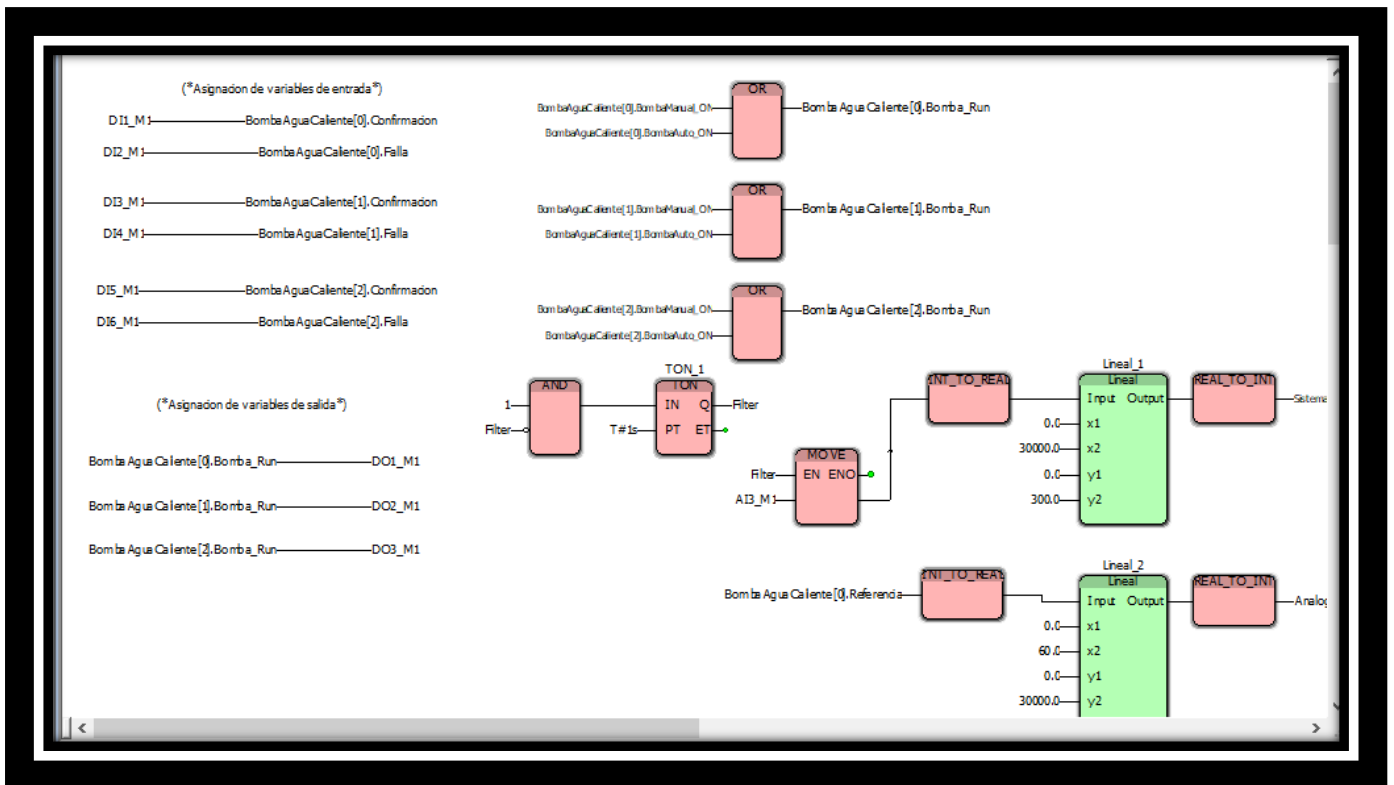 (*Asignacion de variables de entrada*)
DI1_M1 BombaAguaCaliente[0].Confirmacion
DI2_M1 BombaAguaCaliente[0].Falla
DI3_M1 BombaAguaCaliente[1].Confirmacion
DI4_M1 BombaAguaCaliente[1].Falla
DI5_M1 BombaAguaCaliente[2].Confirmacion
DI6_M1 BombaAguaCaliente[2].Falla
(*Asignacion de variables de salida*)
BombaAguaCaliente[0].Bomba_Run DO1_M1
BombaAguaCaliente[1].Bomba_Run DO2_M1
BombaAguaCaliente[2].Bomba_Run DO3_M1
OR
BombaAguaCaliente[0].BombaManual_ON BombaAguaCaliente[0].Bomba_Run
BombaAguaCaliente[0].BombaAuto_ON
OR
BombaAguaCaliente[1].BombaManual_ON BombaAguaCaliente[1].Bomba_Run
BombaAguaCaliente[1].BombaAuto_ON
OR
BombaAguaCaliente[2].BombaManual_ON BombaAguaCaliente[2].Bomba_Run
BombaAguaCaliente[2].BombaAuto_ON
AND
1
Filter
TON_1
TON
IN Q Filter
T#1s PT ET
MOVE
Filter EN ENO
AI3_M1
INT_TO_REAL
Lineal_1
Lineal
Input Output
0.0 x1
30000.0 x2
0.0 y1
300.0 y2
REAL_TO_INT
Sistema
BombaAguaCaliente[0].Referencia
INT_TO_REAL
Lineal_2
Lineal
Input Output
0.0 x1
60.0 x2
0.0 y1
30000.0 y2
REAL_TO_INT
Analog